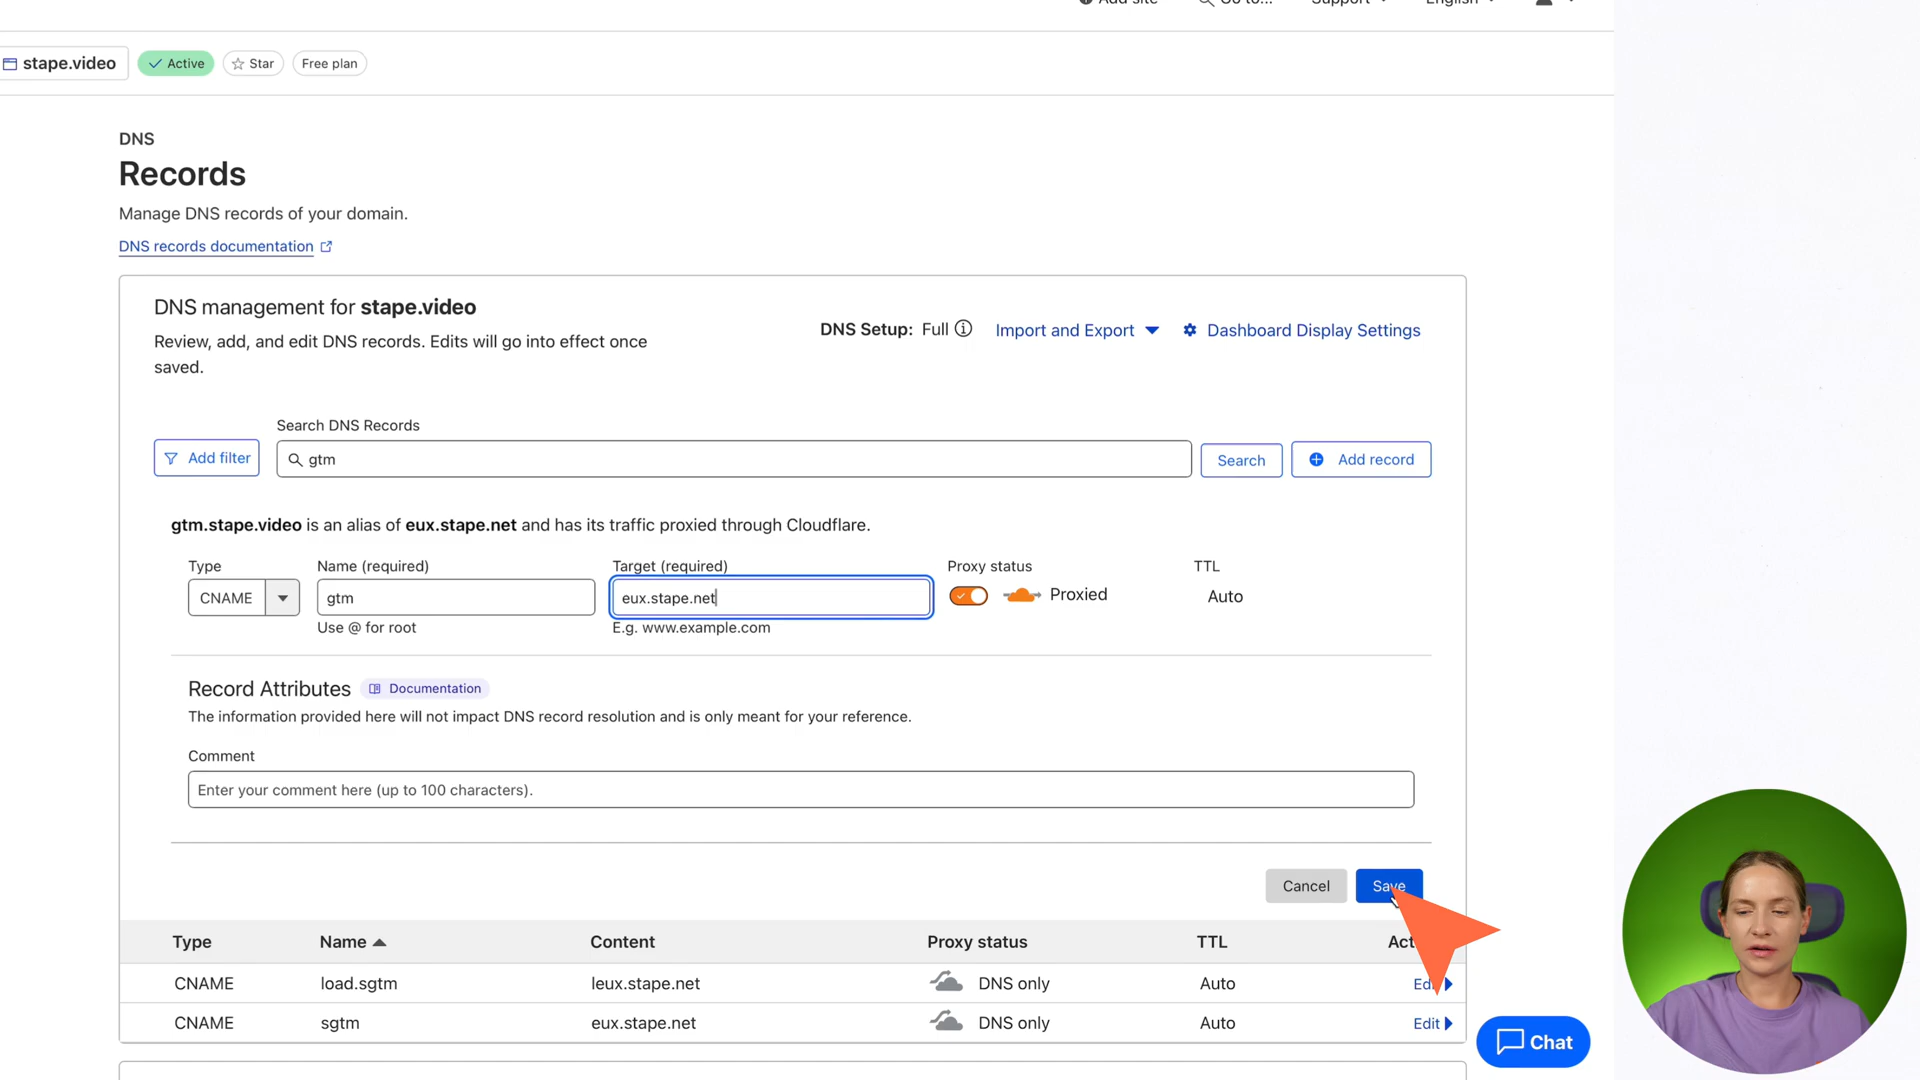 Add site
Go to...
Support
English
stape.video
Active
Star
Free plan
DNS
Records
Manage DNS records of your domain.
DNS records documentation
DNS management for stape.video
Review, add, and edit DNS records. Edits will go into effect once
saved.
DNS Setup: Full
Import and Export
Dashboard Display Settings
Search DNS Records
Add filter
gtm
Search
Add record
gtm.stape.video is an alias of eux.stape.net and has its traffic proxied through Cloudflare.
Type
Name (required)
Target (required)
Proxy status
TTL
CNAME
gtm
eux.stape.net
Proxied
Auto
Use @ for root
E.g. www.example.com
Record Attributes
Documentation
The information provided here will not impact DNS record resolution and is only meant for your reference.
Comment
Enter your comment here (up to 100 characters).
Cancel
Save
Type Name Content Proxy status TTL
CNAME load.sgtm leux.stape.net DNS only Auto
CNAME sgtm eux.stape.net DNS only Auto Edit
Chat